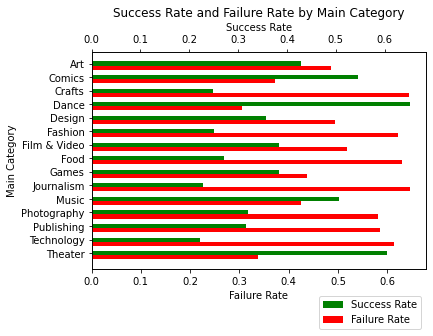 Success Rate and Failure Rate by Main Category
Success Rate
0.0 0.1 0.2 0.3 0.4 0.5 0.6
Main Category
Art
Comics
Crafts
Dance
Design
Fashion
Film & Video
Food
Games
Journalism
Music
Photography
Publishing
Technology
Theater
0.0 0.1 0.2 0.3 0.4 0.5 0.6
Failure Rate
Success Rate
Failure Rate